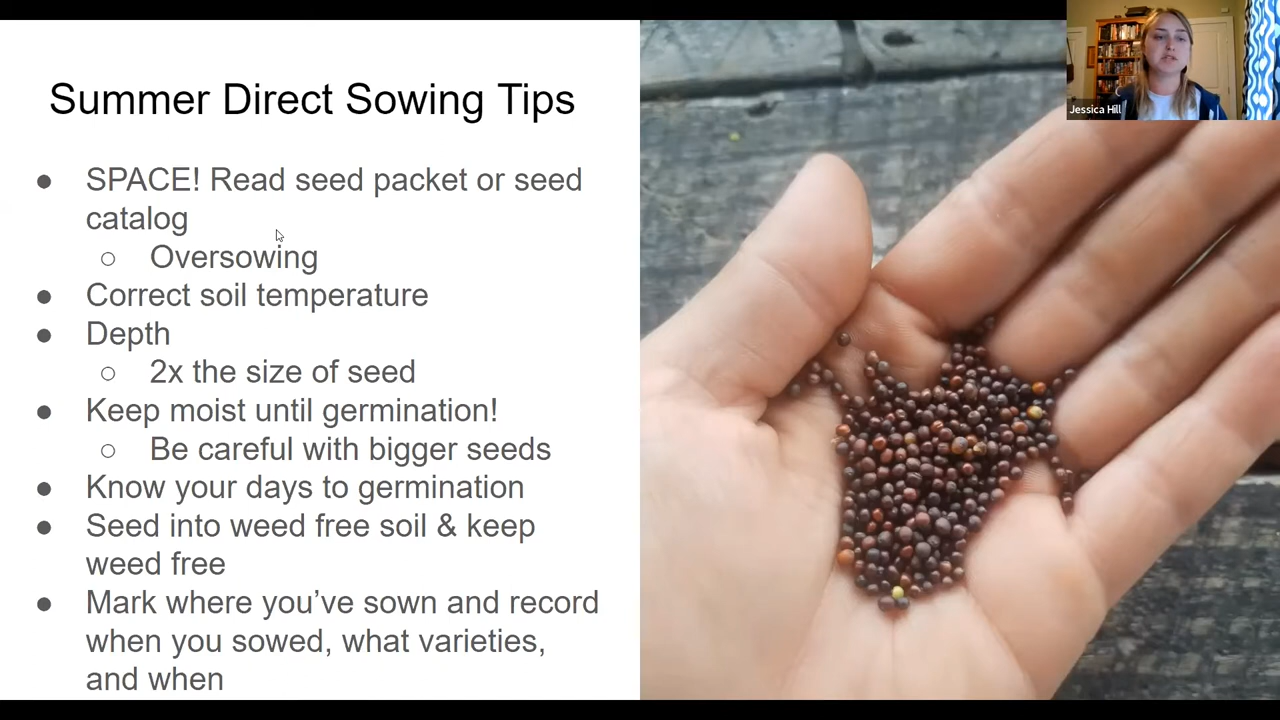 Summer Direct Sowing Tips
● SPACE! Read seed packet or seed
catalog
○ Oversowing
● Correct soil temperature
● Depth
○ 2x the size of seed
● Keep moist until germination!
○ Be careful with bigger seeds
● Know your days to germination
● Seed into weed free soil & keep
weed free
● Mark where you’ve sown and record
when you sowed, what varieties,
and when
Jessica Hill